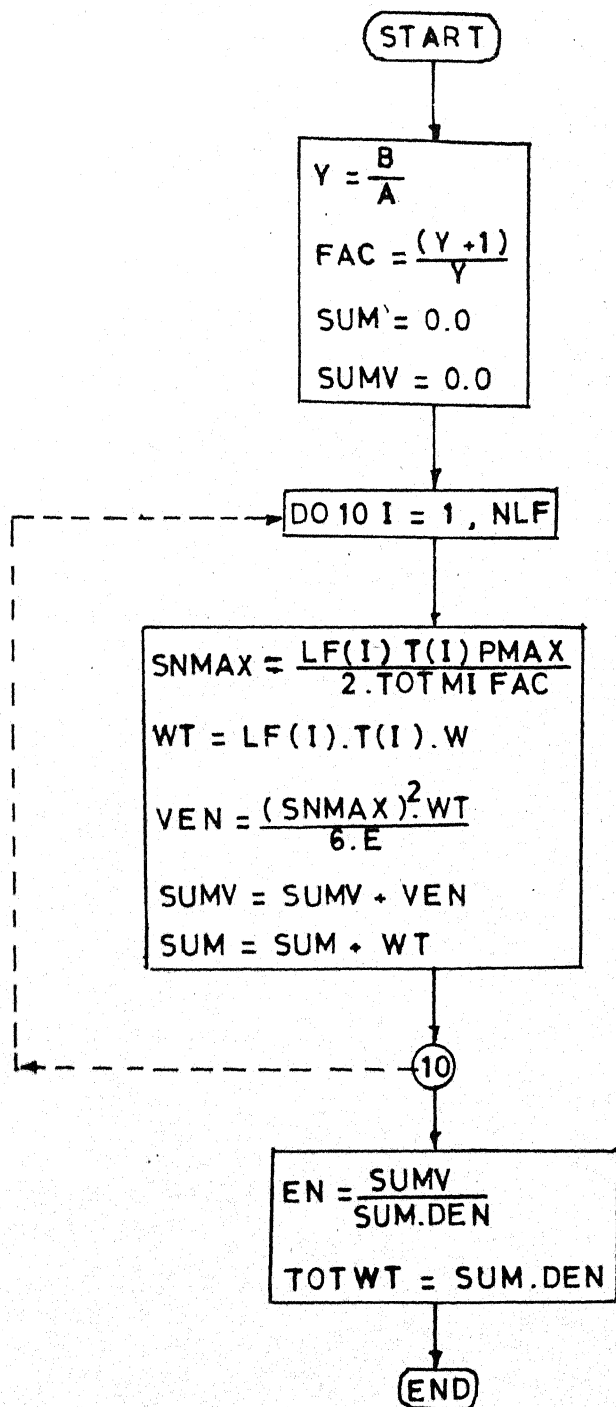 START
Y = B
A
FAC = (Y +1)
Y
SUM = 0.0
SUMV = 0.0
DO 10 I = 1 , NLF
SNMAX = LF(I) T(I) PMAX
2.TOTMI FAC
WT = LF(I).T(I).W
VEN = (SNMAX)².WT
6.E
SUMV = SUMV + VEN
SUM = SUM + WT
10
EN = SUMV
SUM.DEN
TOTWT = SUM.DEN
END